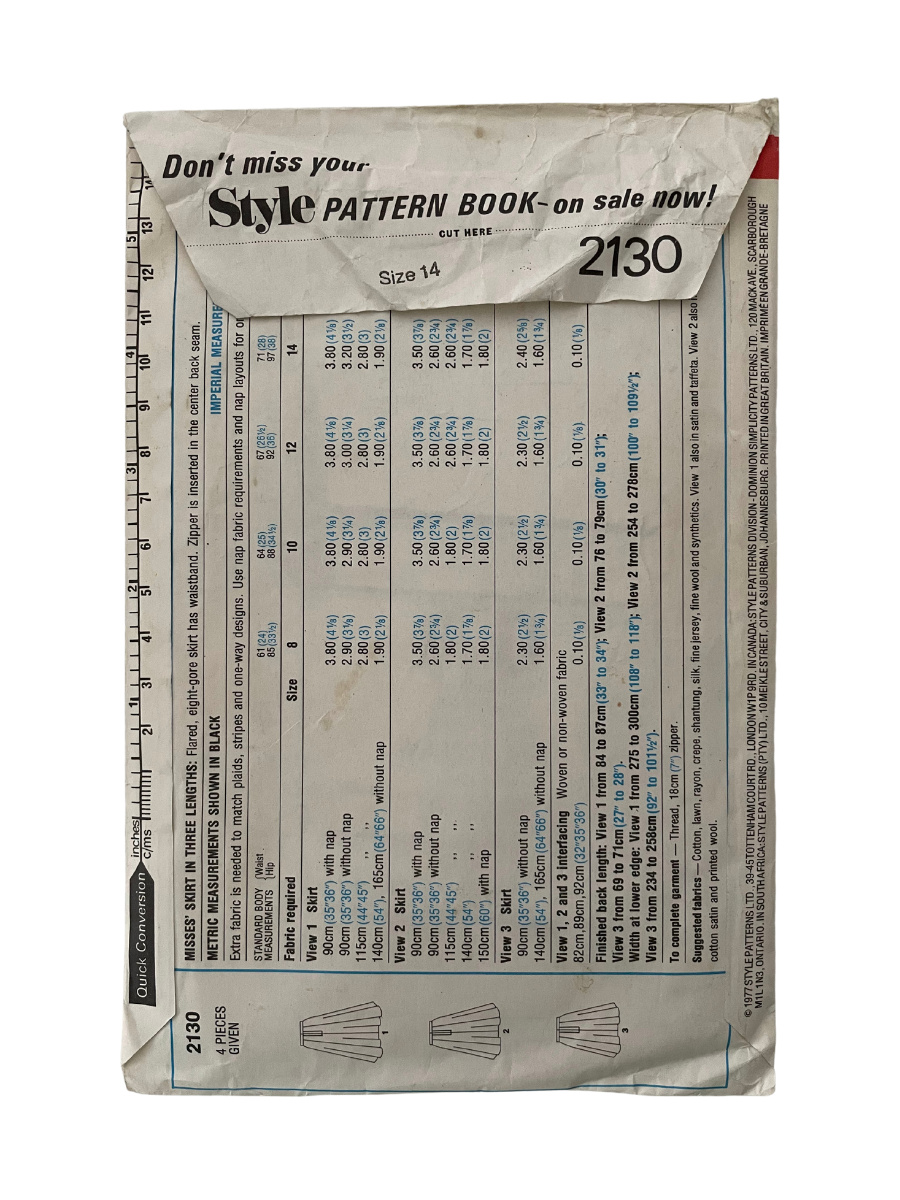 Don't miss your
Style PATTERN BOOK-on sale now!
CUT HERE
Size 14
2130
Quick Conversion
inches
c/ms
1 2 3 4 5
2 3 4 5 6 7 8 9 10 11 12 13 14
2130
4 PIECES
GIVEN
1
2
3
MISSES' SKIRT IN THREE LENGTHS: Flared, eight-gore skirt has waistband. Zipper is inserted in the center back seam.
METRIC MEASUREMENTS SHOWN IN BLACK IMPERIAL MEASURE
Extra fabric is needed to match plaids, stripes and one-way designs. Use nap fabric requirements and nap layouts for
STANDARD BODY (Waist 61 (24) 64 (25) 67 (26½) 71 (28)
MEASUREMENTS (Hip 85 (33½) 88 (34½) 92 (36) 97 (38)
Fabric required Size 8 10 12 14
View 1 Skirt
90cm (35"36") with nap 3.80 (4⅛) 3.80 (4⅛) 3.80 (4⅛) 3.80 (4⅛)
90cm (35"36") without nap 2.90 (3⅛) 2.90 (3¼) 3.00 (3¼) 3.20 (3½)
115cm (44"45") ,, ,, 2.80 (3) 2.80 (3) 2.80 (3) 2.80 (3)
140cm (54"), 165cm (64"66") without nap 1.90 (2⅛) 1.90 (2⅛) 1.90 (2⅛) 1.90 (2⅛)
View 2 Skirt
90cm (35"36") with nap 3.50 (3⅞) 3.50 (3⅞) 3.50 (3⅞) 3.50 (3⅞)
90cm (35"36") without nap 2.60 (2¾) 2.60 (2¾) 2.60 (2¾) 2.60 (2¾)
115cm (44"45") ,, ,, 1.80 (2) 1.80 (2) 2.60 (2¾) 2.60 (2¾)
140cm (54") ,, ,, 1.70 (1⅞) 1.70 (1⅞) 1.70 (1⅞) 1.70 (1⅞)
150cm (60") with nap 1.80 (2) 1.80 (2) 1.80 (2) 1.80 (2)
View 3 Skirt
90cm (35"36") without nap 2.30 (2½) 2.30 (2½) 2.30 (2½) 2.40 (2⅝)
140cm (54"), 165cm (64"66") without nap 1.60 (1¾) 1.60 (1¾) 1.60 (1¾) 1.60 (1¾)
View 1, 2 and 3 interfacing Woven or non-woven fabric
82cm, 89cm, 92cm (32"35"36") 0.10 (⅛) 0.10 (⅛) 0.10 (⅛) 0.10 (⅛)
Finished back length: View 1 from 84 to 87cm (33" to 34"); View 2 from 76 to 79cm (30" to 31");
View 3 from 69 to 71cm (27" to 28").
Width at lower edge: View 1 from 275 to 300cm (108" to 118"); View 2 from 254 to 278cm (100" to 109½");
View 3 from 234 to 258cm (92" to 101½").
To complete garment — Thread, 18cm (7") zipper.
Suggested fabrics — Cotton, lawn, rayon, crepe, shantung, silk, fine jersey, fine wool and synthetics. View 1 also in satin and taffeta. View 2 also
cotton satin and printed wool.
© 1977 STYLE PATTERNS LTD., 39-45 TOTTENHAM COURT RD., LONDON W1P 9RD. IN CANADA: STYLE PATTERNS DIVISION - DOMINION SIMPLICITY PATTERNS LTD., 120 MACK AVE., SCARBOROUGH
M1L 1N3, ONTARIO. IN SOUTH AFRICA: STYLE PATTERNS (PTY) LTD., 10 MEIKLE STREET, CITY & SUBURBAN, JOHANNESBURG. PRINTED IN GREAT BRITAIN. IMPRIMÉ EN GRANDE-BRETAGNE